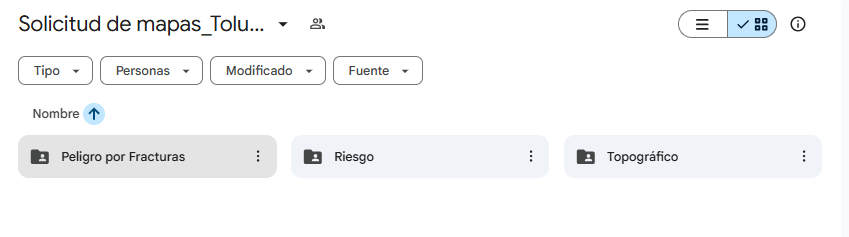 Solicitud de mapas_Tolu...
Tipo Personas Modificado Fuente
Nombre
Peligro por Fracturas Riesgo Topográfico